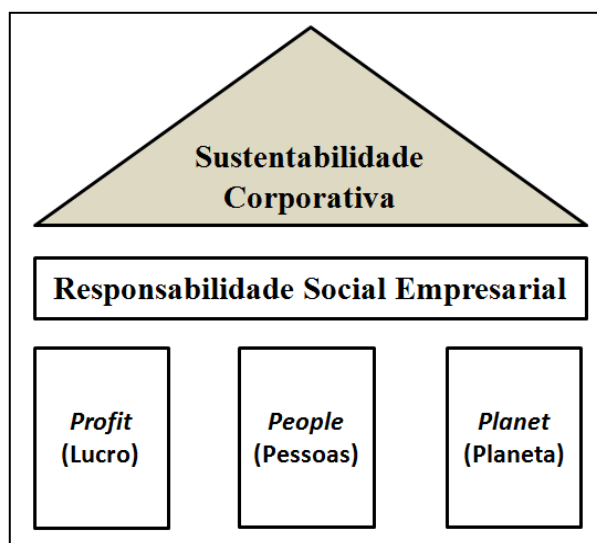 Sustentabilidade
Corporativa
Responsabilidade Social Empresarial
Profit
(Lucro)
People
(Pessoas)
Planet
(Planeta)